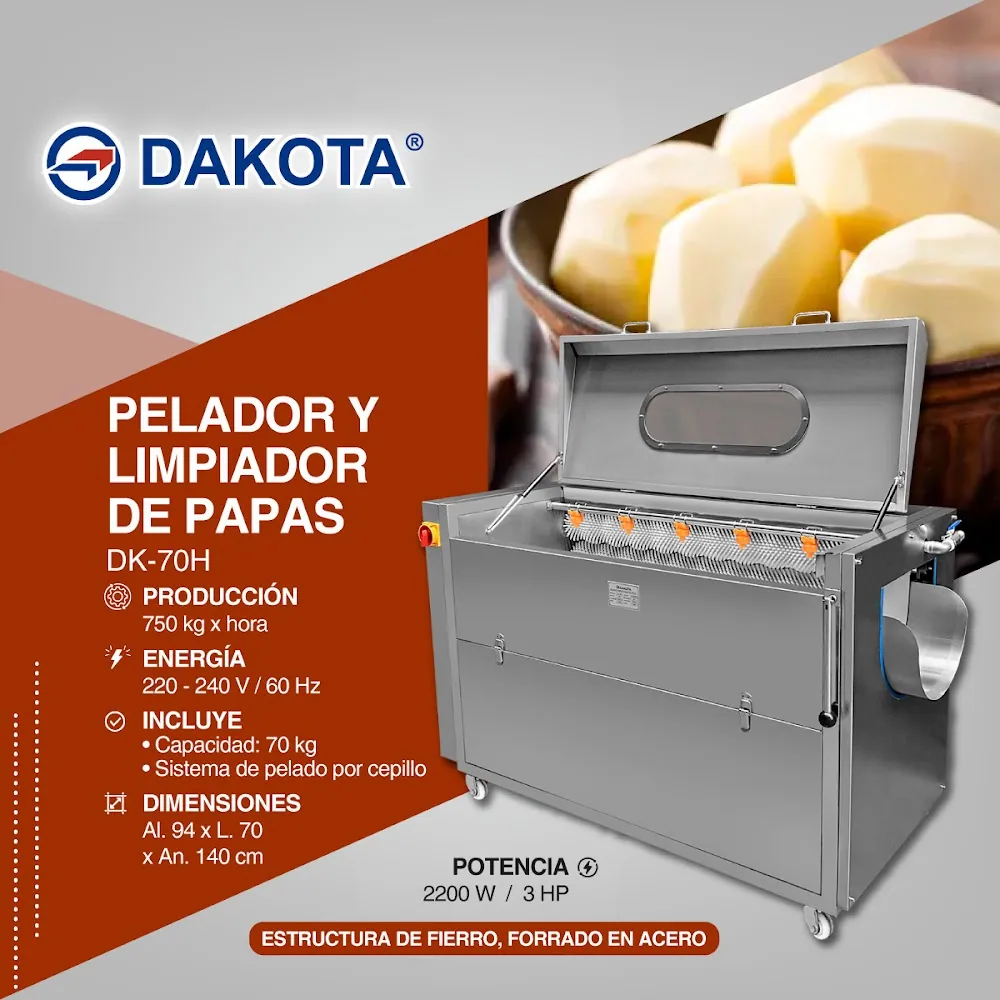 DAKOTA®
PELADOR Y
LIMPIADOR
DE PAPAS
DK-70H
PRODUCCIÓN
750 kg x hora
ENERGÍA
220 - 240 V / 60 Hz
INCLUYE
• Capacidad: 70 kg
• Sistema de pelado por cepillo
DIMENSIONES
Al. 94 x L. 70
x An. 140 cm
POTENCIA
2200 W / 3 HP
ESTRUCTURA DE FIERRO, FORRADO EN ACERO